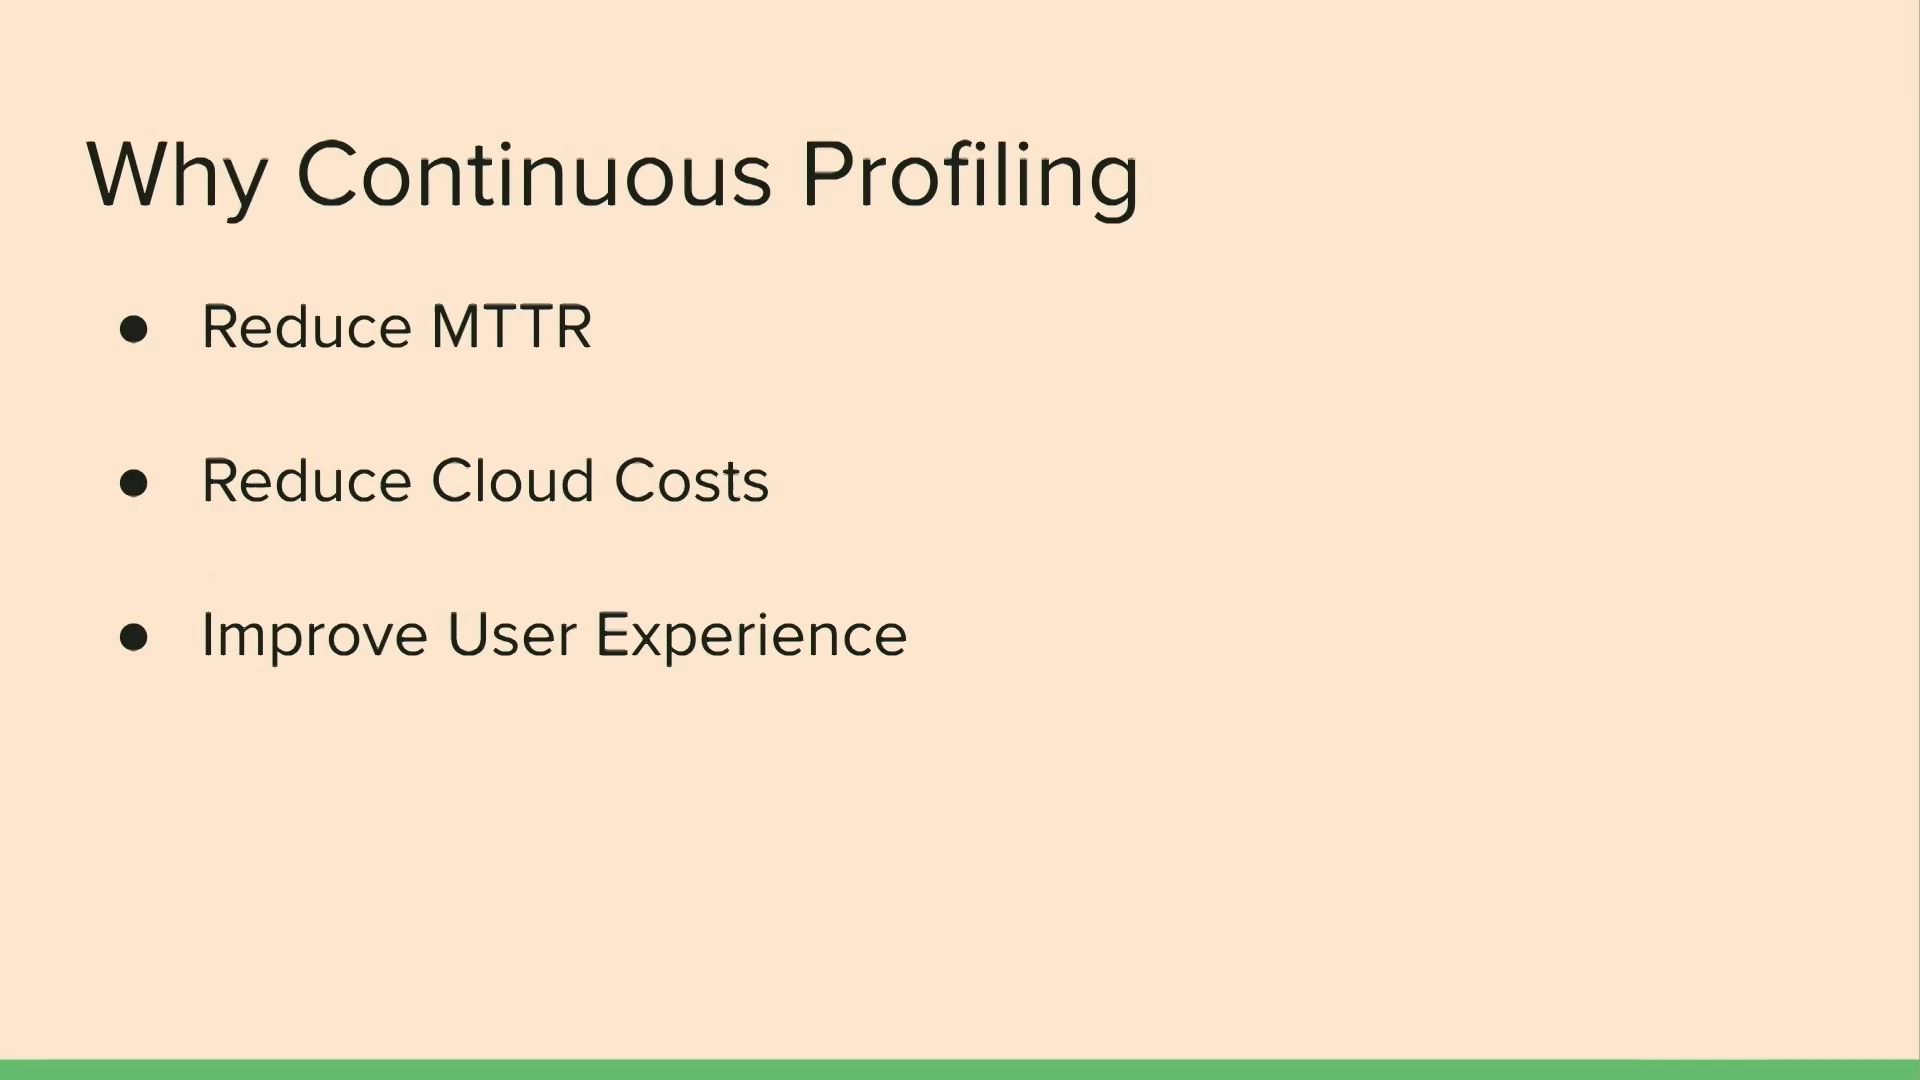 Why Continuous Profiling
● Reduce MTTR
● Reduce Cloud Costs
● Improve User Experience